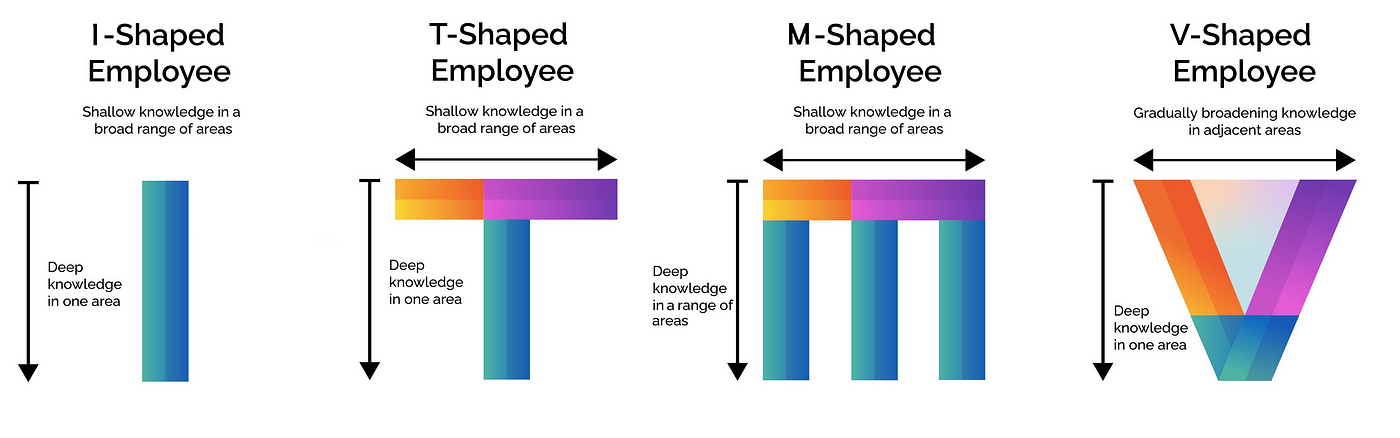 I-Shaped
Employee
Shallow knowledge in a
broad range of areas
Deep
knowledge
in one area
T-Shaped
Employee
Shallow knowledge in a
broad range of areas
Deep
knowledge
in one area
M-Shaped
Employee
Shallow knowledge in a
broad range of areas
Deep
knowledge
in a range of
areas
V-Shaped
Employee
Gradually broadening knowledge
in adjacent areas
Deep
knowledge
in one area